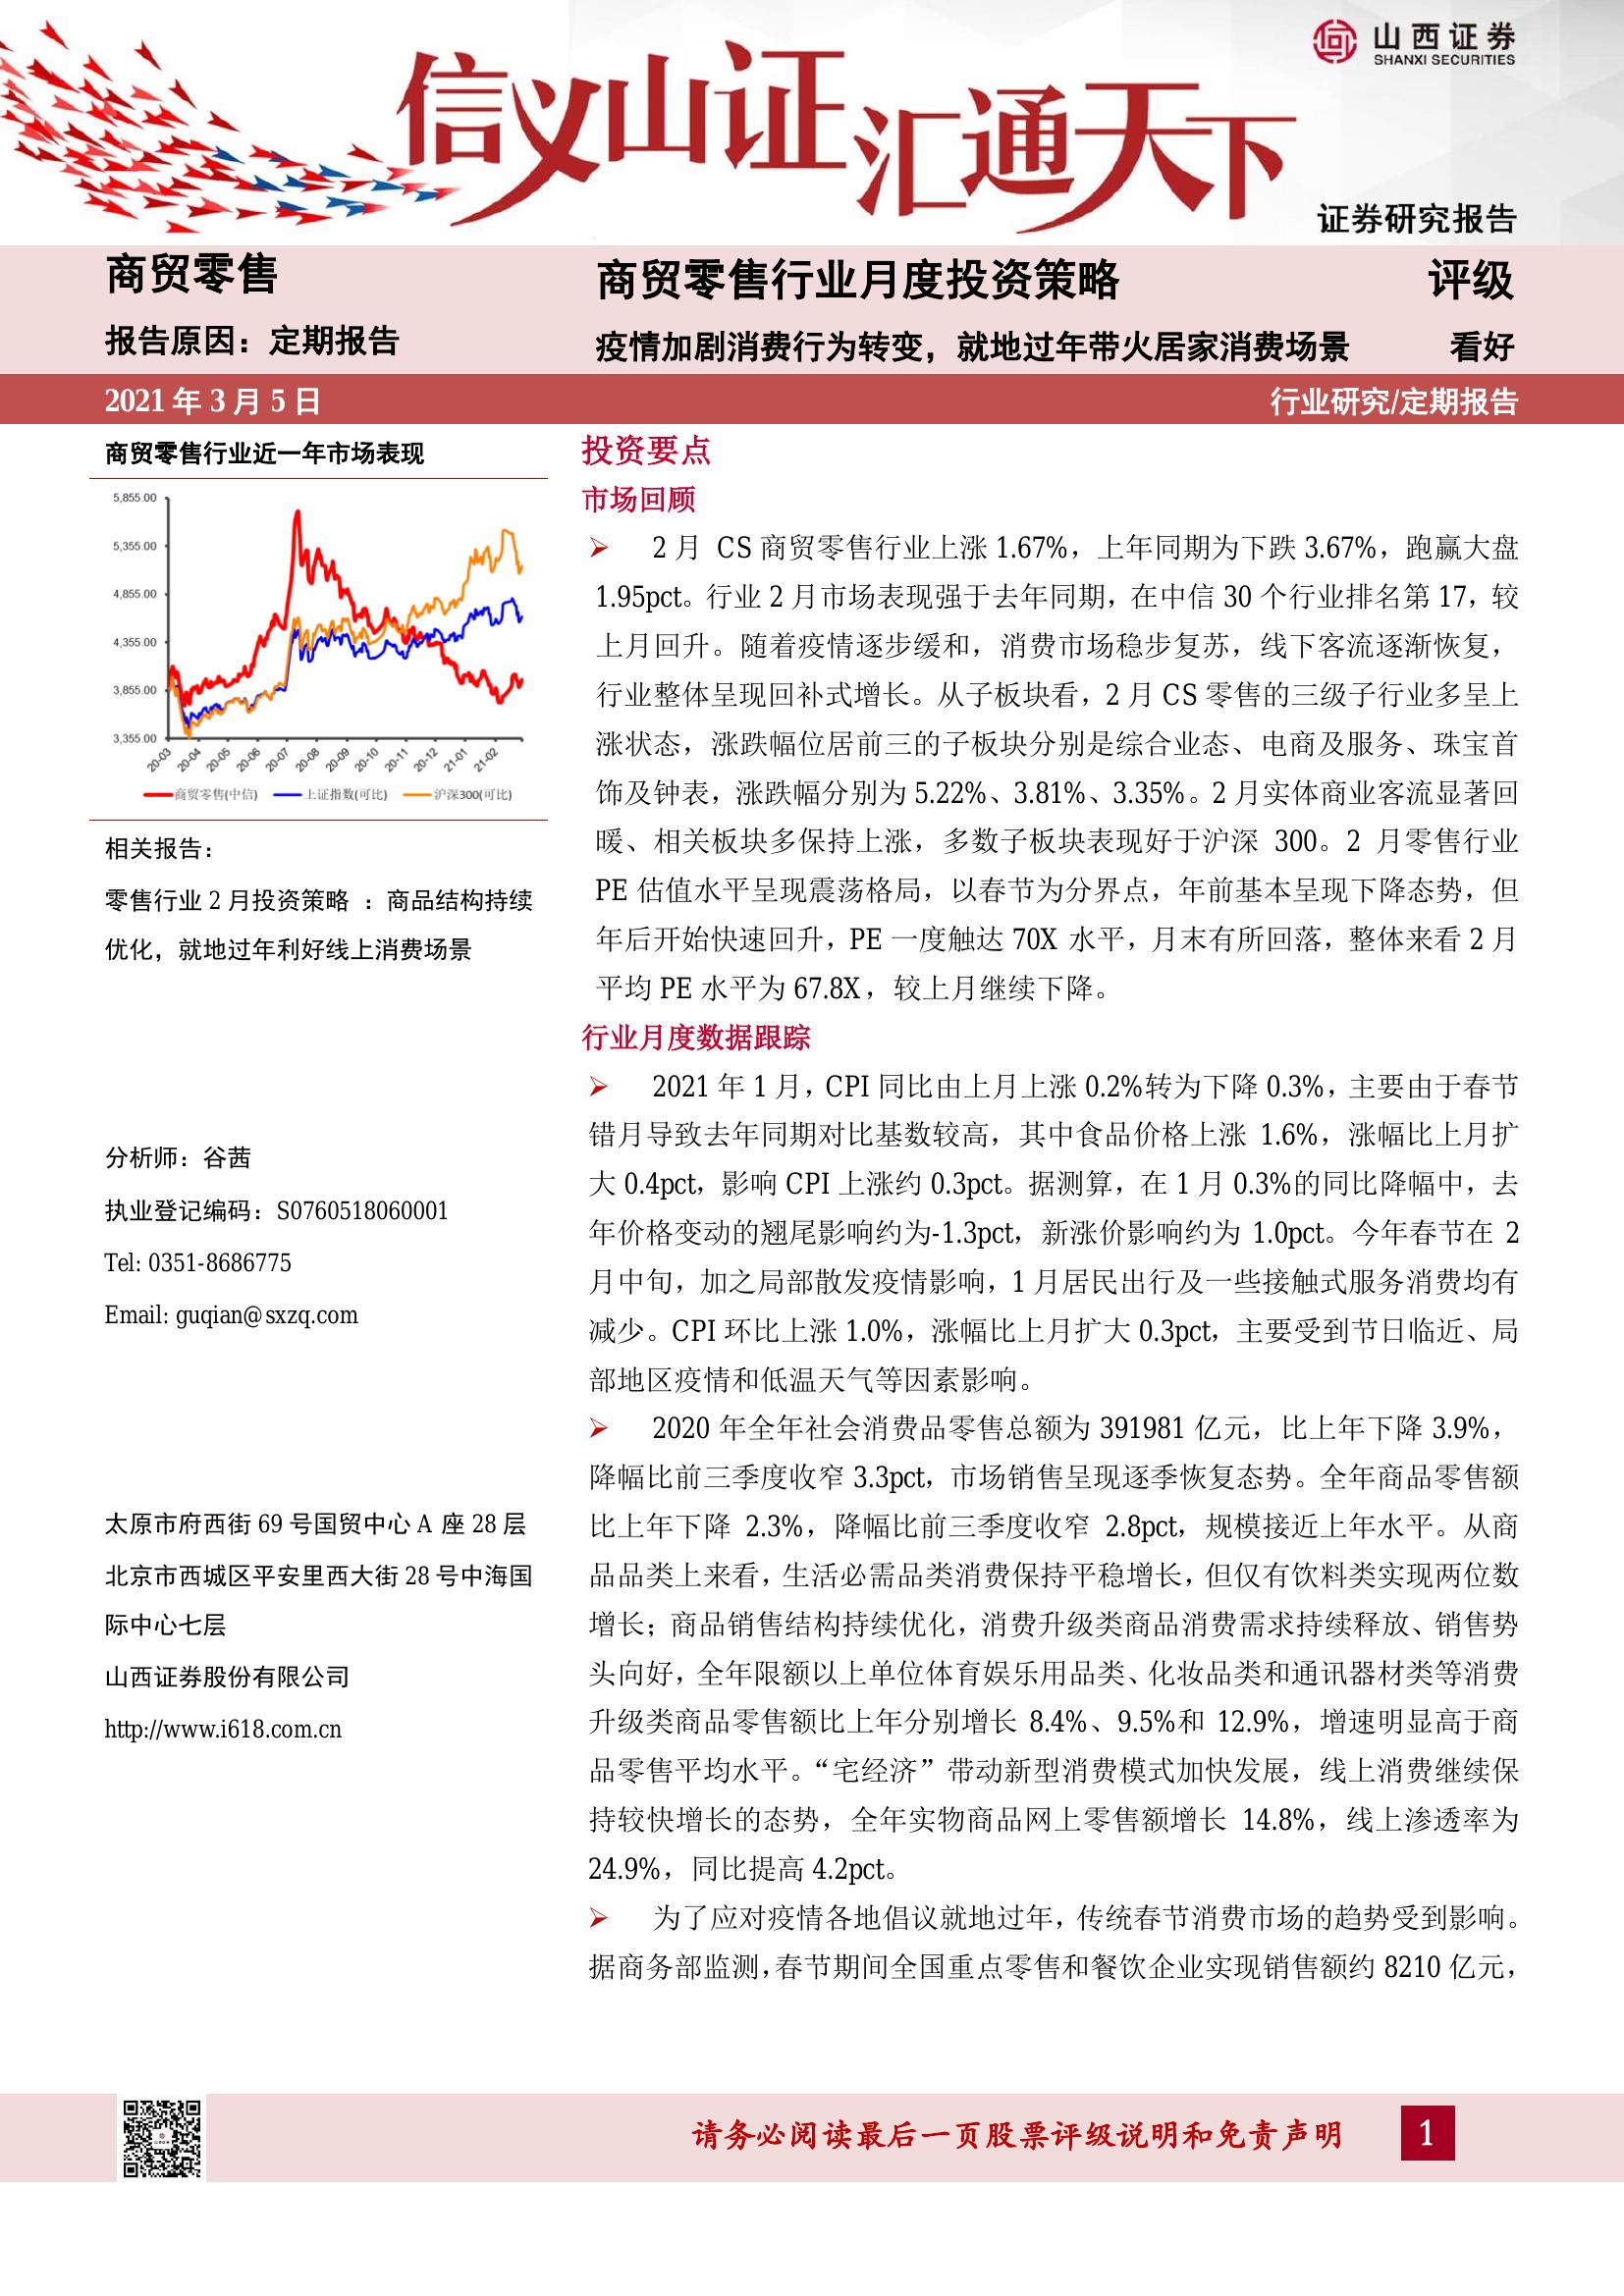 山西证券
SHANXI SECURITIES
信义山证汇通天下
证券研究报告
商贸零售
报告原因：定期报告
商贸零售行业月度投资策略
评级
疫情加剧消费行为转变，就地过年带火居家消费场景
看好
2021 年 3 月 5 日
行业研究/定期报告
商贸零售行业近一年市场表现
5,855.00
5,355.00
4,855.00
4,355.00
3,855.00
3,355.00
20-03 20-04 20-05 20-06 20-07 20-08 20-09 20-10 20-11 20-12 21-01 21-02
商贸零售(中信) 上证指数(可比) 沪深300(可比)
相关报告：
零售行业 2 月投资策略 ：商品结构持续
优化，就地过年利好线上消费场景
分析师：谷茜
执业登记编码：S0760518060001
Tel: 0351-8686775
Email: guqian@sxzq.com
太原市府西街 69 号国贸中心 A 座 28 层
北京市西城区平安里西大街 28 号中海国
际中心七层
山西证券股份有限公司
http://www.i618.com.cn
投资要点
市场回顾
➢ 2 月 CS 商贸零售行业上涨 1.67%，上年同期为下跌 3.67%，跑赢大盘
1.95pct。行业 2 月市场表现强于去年同期，在中信 30 个行业排名第 17，较
上月回升。随着疫情逐步缓和，消费市场稳步复苏，线下客流逐渐恢复，
行业整体呈现回补式增长。从子板块看，2 月 CS 零售的三级子行业多呈上
涨状态，涨跌幅位居前三的子板块分别是综合业态、电商及服务、珠宝首
饰及钟表，涨跌幅分别为 5.22%、3.81%、3.35%。2 月实体商业客流显著回
暖、相关板块多保持上涨，多数子板块表现好于沪深 300。2 月零售行业
PE 估值水平呈现震荡格局，以春节为分界点，年前基本呈现下降态势，但
年后开始快速回升，PE 一度触达 70X 水平，月末有所回落，整体来看 2 月
平均 PE 水平为 67.8X，较上月继续下降。
行业月度数据跟踪
➢ 2021 年 1 月，CPI 同比由上月上涨 0.2%转为下降 0.3%，主要由于春节
错月导致去年同期对比基数较高，其中食品价格上涨 1.6%，涨幅比上月扩
大 0.4pct，影响 CPI 上涨约 0.3pct。据测算，在 1 月 0.3%的同比降幅中，去
年价格变动的翘尾影响约为-1.3pct，新涨价影响约为 1.0pct。今年春节在 2
月中旬，加之局部散发疫情影响，1 月居民出行及一些接触式服务消费均有
减少。CPI 环比上涨 1.0%，涨幅比上月扩大 0.3pct，主要受到节日临近、局
部地区疫情和低温天气等因素影响。
➢ 2020 年全年社会消费品零售总额为 391981 亿元，比上年下降 3.9%，
降幅比前三季度收窄 3.3pct，市场销售呈现逐季恢复态势。全年商品零售额
比上年下降 2.3%，降幅比前三季度收窄 2.8pct，规模接近上年水平。从商
品品类上来看，生活必需品类消费保持平稳增长，但仅有饮料类实现两位数
增长；商品销售结构持续优化，消费升级类商品消费需求持续释放、销售势
头向好，全年限额以上单位体育娱乐用品类、化妆品类和通讯器材类等消费
升级类商品零售额比上年分别增长 8.4%、9.5%和 12.9%，增速明显高于商
品零售平均水平。“宅经济”带动新型消费模式加快发展，线上消费继续保
持较快增长的态势，全年实物商品网上零售额增长 14.8%，线上渗透率为
24.9%，同比提高 4.2pct。
➢ 为了应对疫情各地倡议就地过年，传统春节消费市场的趋势受到影响。
据商务部监测，春节期间全国重点零售和餐饮企业实现销售额约 8210 亿元，
请务必阅读最后一页股票评级说明和免责声明
1